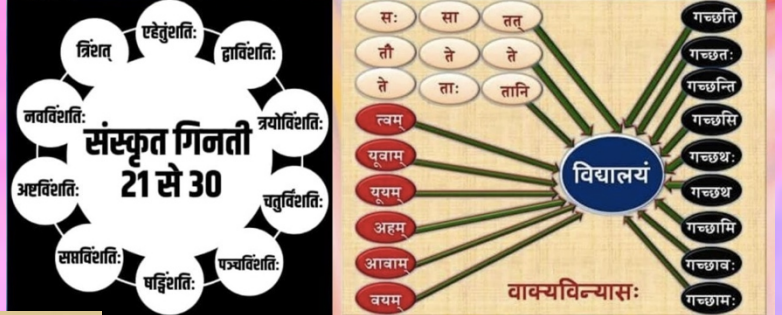 एहेतुंशतिः
द्वाविंशतिः
त्रयोविंशतिः
चतुर्विंशतिः
पञ्चविंशतिः
षड्विंशतिः
सप्तविंशतिः
अष्टविंशतिः
नवविंशतिः
त्रिंशत्
संस्कृत गिनती
21 से 30
सः सा तत्
तौ ते ते
ते ताः तानि
त्वम्
यूवाम्
यूयम्
अहम्
आवाम्
वयम्
विद्यालयं
गच्छति
गच्छतः
गच्छन्ति
गच्छसि
गच्छथः
गच्छथ
गच्छामि
गच्छावः
गच्छामः
वाक्यविन्यासः